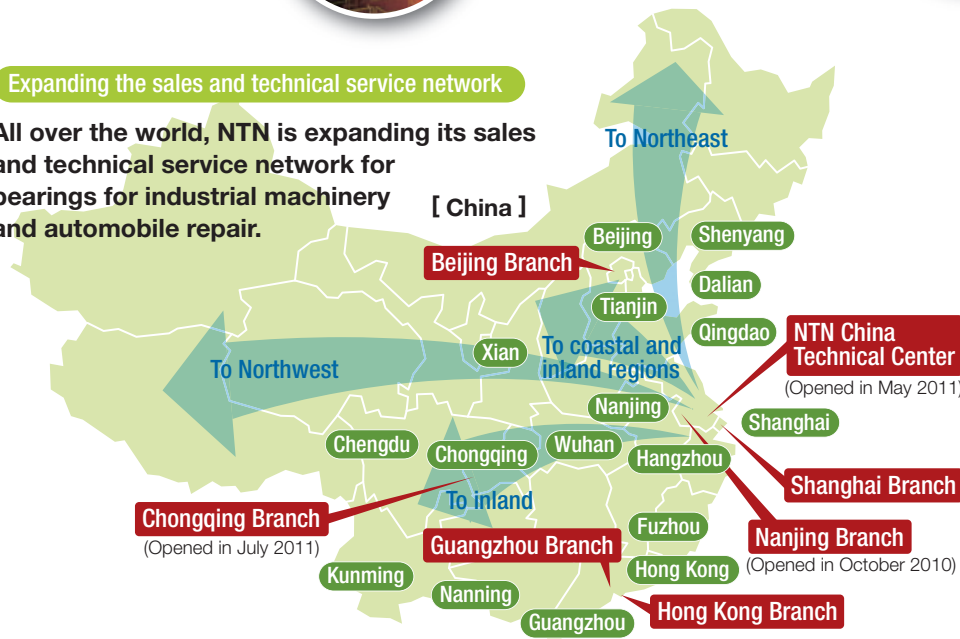 Expanding the sales and technical service network
All over the world, NTN is expanding its sales
and technical service network for
bearings for industrial machinery
and automobile repair.
[ China ]
To Northeast
Beijing
Shenyang
Beijing Branch
Dalian
Tianjin
Qingdao
NTN China
Technical Center
(Opened in May 2011)
Xian
To coastal and
inland regions
To Northwest
Nanjing
Shanghai
Chengdu
Chongqing
Wuhan
Hangzhou
Shanghai Branch
To inland
Chongqing Branch
(Opened in July 2011)
Guangzhou Branch
Fuzhou
Nanjing Branch
(Opened in October 2010)
Kunming
Nanning
Hong Kong
Guangzhou
Hong Kong Branch